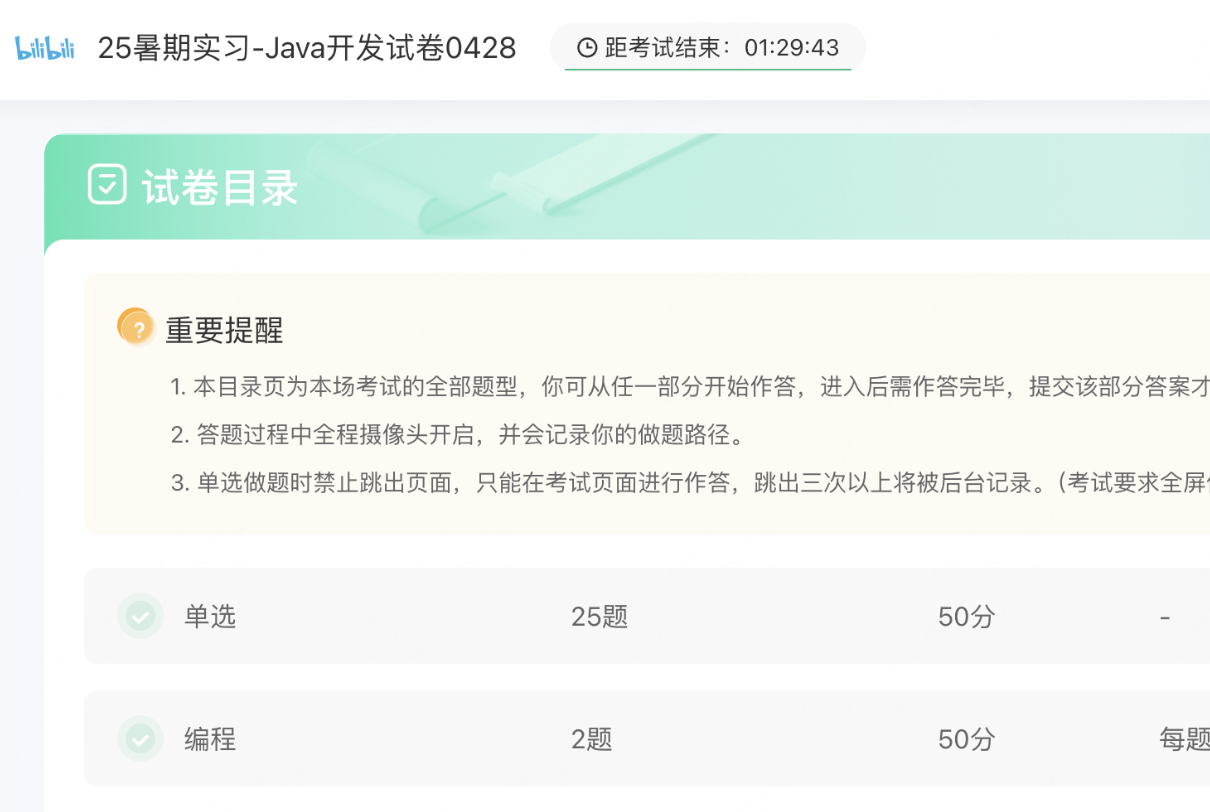 bilibili 25暑期实习-Java开发试卷0428 距考试结束：01:29:43
试卷目录
重要提醒
1. 本目录页为本场考试的全部题型，你可从任一部分开始作答，进入后需作答完毕，提交该部分答案才
2. 答题过程中全程摄像头开启，并会记录你的做题路径。
3. 单选做题时禁止跳出页面，只能在考试页面进行作答，跳出三次以上将被后台记录。（考试要求全屏
单选 25题 50分 -
编程 2题 50分 每题